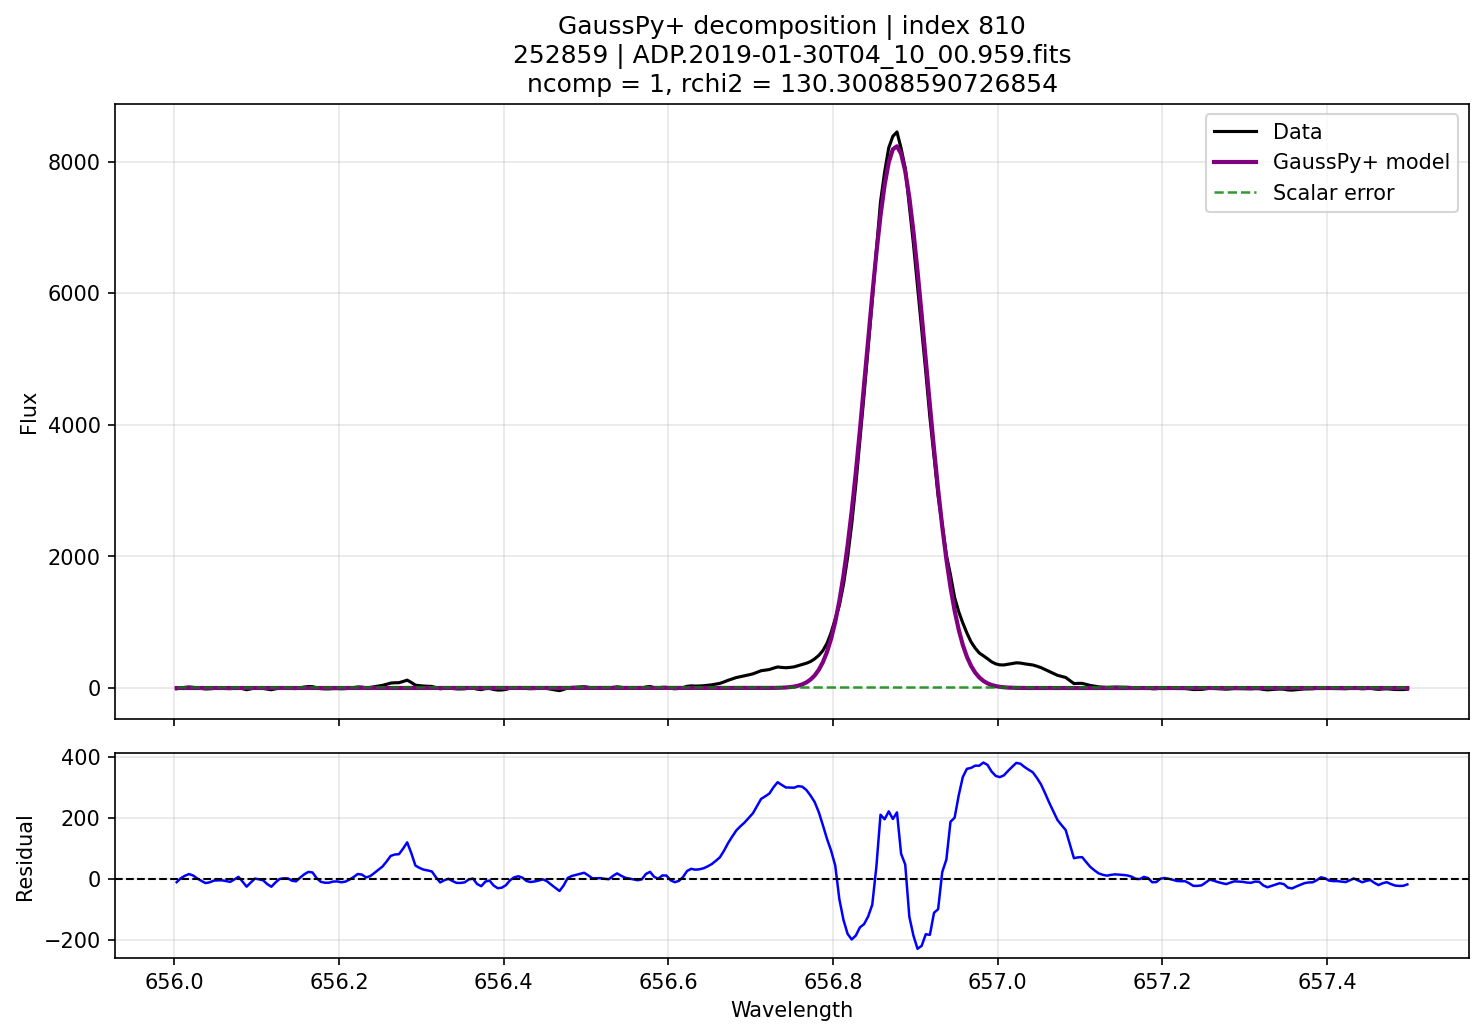 GaussPy+ decomposition | index 810
252859 | ADP.2019-01-30T04_10_00.959.fits
ncomp = 1, rchi2 = 130.30088590726854
Data
GaussPy+ model
Scalar error
8000
6000
4000
2000
0
Flux
400
200
0
−200
Residual
656.0 656.2 656.4 656.6 656.8 657.0 657.2 657.4
Wavelength